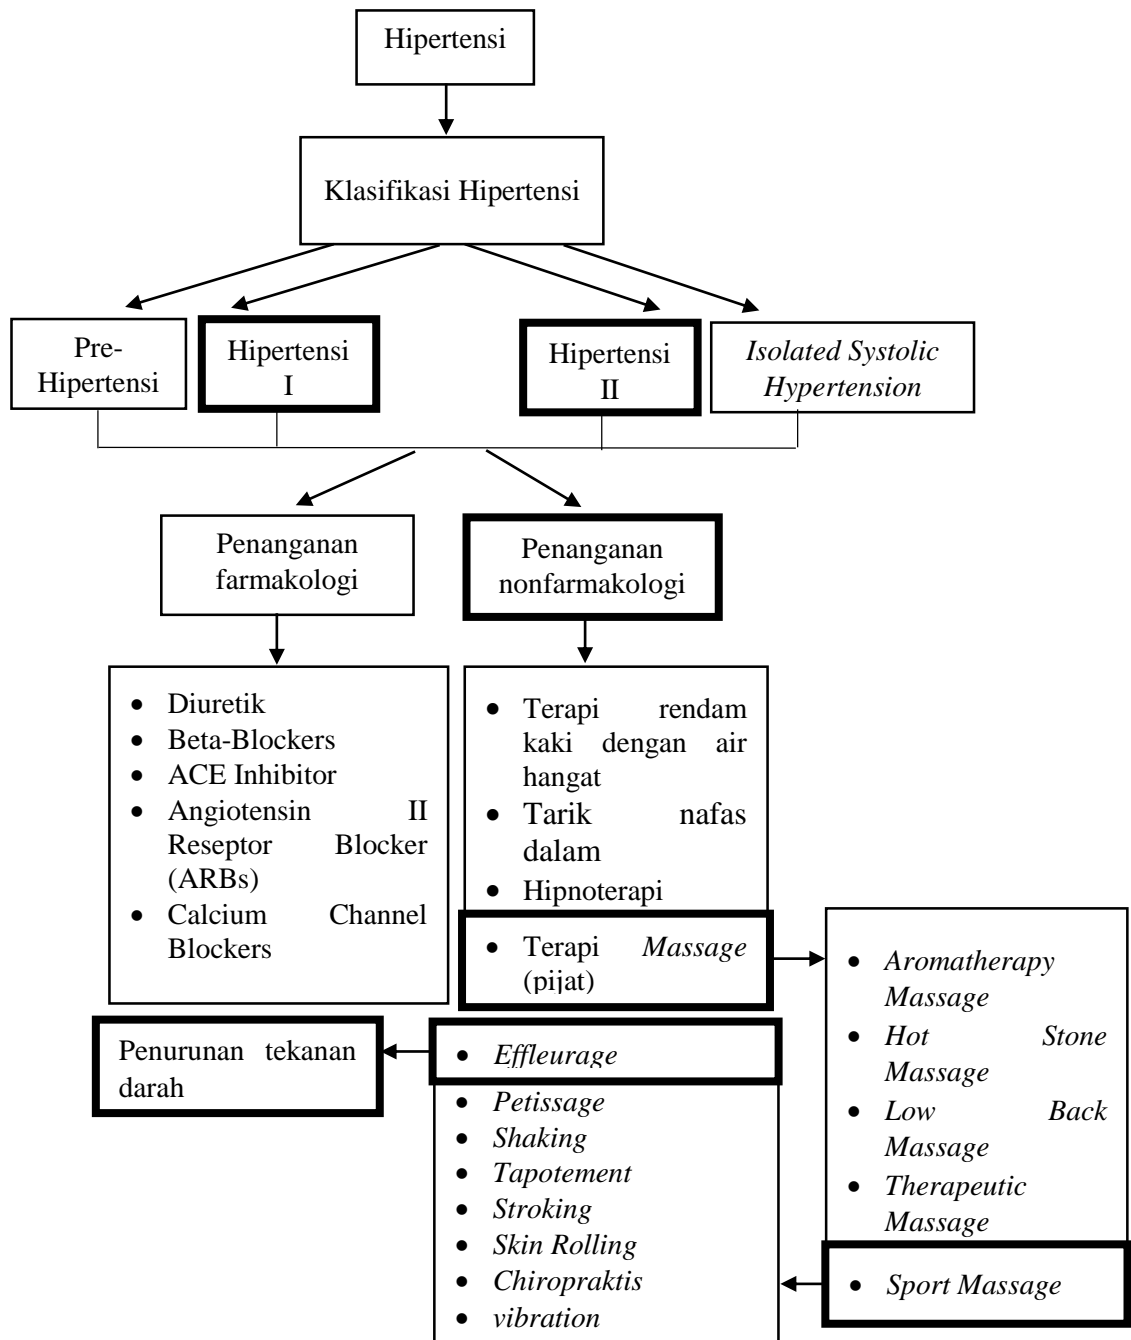 Hipertensi
Klasifikasi Hipertensi
Pre-
Hipertensi
Hipertensi
I
Hipertensi
II
Isolated Systolic
Hypertension
Penanganan
farmakologi
Penanganan
nonfarmakologi
• Diuretik
• Beta-Blockers
• ACE Inhibitor
• Angiotensin II
Reseptor Blocker
(ARBs)
• Calcium Channel
Blockers
• Terapi rendam
kaki dengan air
hangat
• Tarik nafas
dalam
• Hipnoterapi
• Terapi Massage
(pijat)
• Aromatherapy
Massage
• Hot Stone
Massage
• Low Back
Massage
• Therapeutic
Massage
• Sport Massage
• Effleurage
• Petissage
• Shaking
• Tapotement
• Stroking
• Skin Rolling
• Chiropraktis
• vibration
Penurunan tekanan
darah